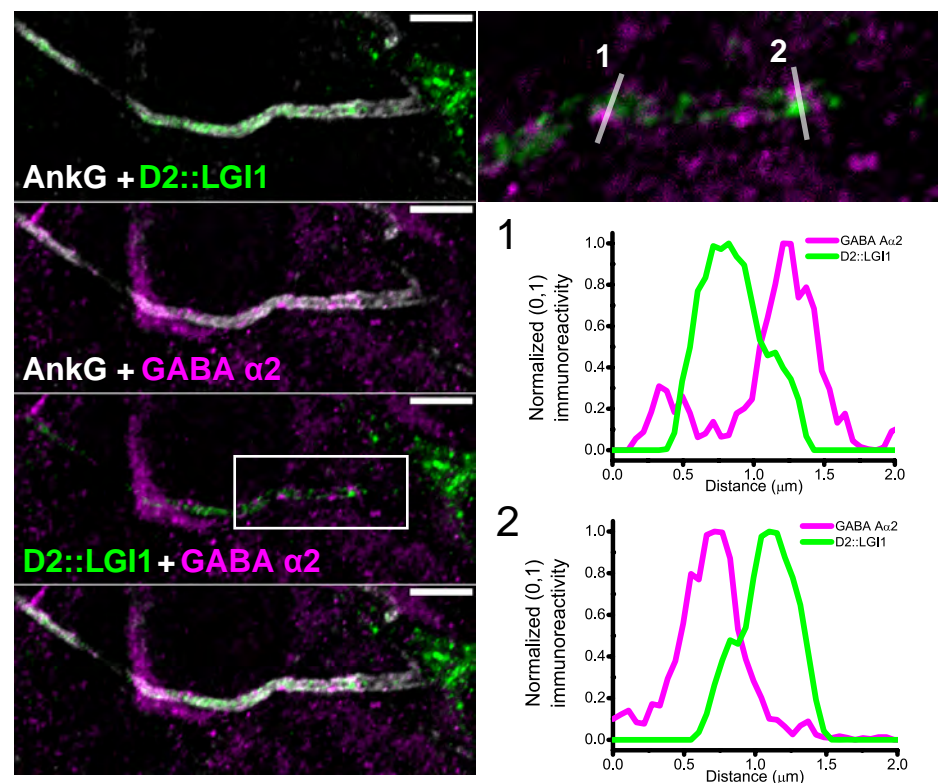 AnkG + D2::LGI1
AnkG + GABA α2
D2::LGI1 + GABA α2
1 2
1
GABA Aα2
D2::LGI1
Normalized (0,1)
immunoreactivity
1.0
0.8
0.6
0.4
0.2
0.0
0.0 0.5 1.0 1.5 2.0
Distance (μm)
2
GABA Aα2
D2::LGI1
Normalized (0,1)
immunoreactivity
1.0
0.8
0.6
0.4
0.2
0.0
0.0 0.5 1.0 1.5 2.0
Distance (μm)